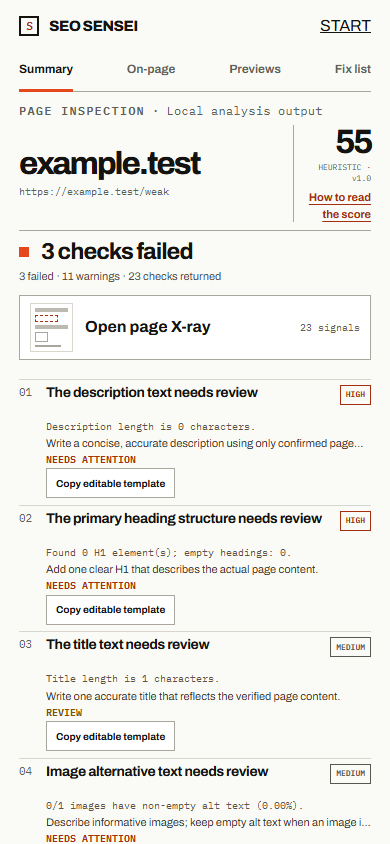 S SEO SENSEI START
Summary On-page Previews Fix list
PAGE INSPECTION · Local analysis output
example.test
https://example.test/weak
55
HEURISTIC ·
v1.0
How to read
the score
3 checks failed
3 failed · 11 warnings · 23 checks returned
Open page X-ray 23 signals
01 The description text needs review HIGH
Description length is 0 characters.
Write a concise, accurate description using only confirmed page...
NEEDS ATTENTION
Copy editable template
02 The primary heading structure needs review HIGH
Found 0 H1 element(s); empty headings: 0.
Add one clear H1 that describes the actual page content.
NEEDS ATTENTION
Copy editable template
03 The title text needs review MEDIUM
Title length is 1 characters.
Write one accurate title that reflects the verified page content.
REVIEW
Copy editable template
04 Image alternative text needs review MEDIUM
0/1 images have non-empty alt text (0.00%).
Describe informative images; keep empty alt text when an image i...
NEEDS ATTENTION